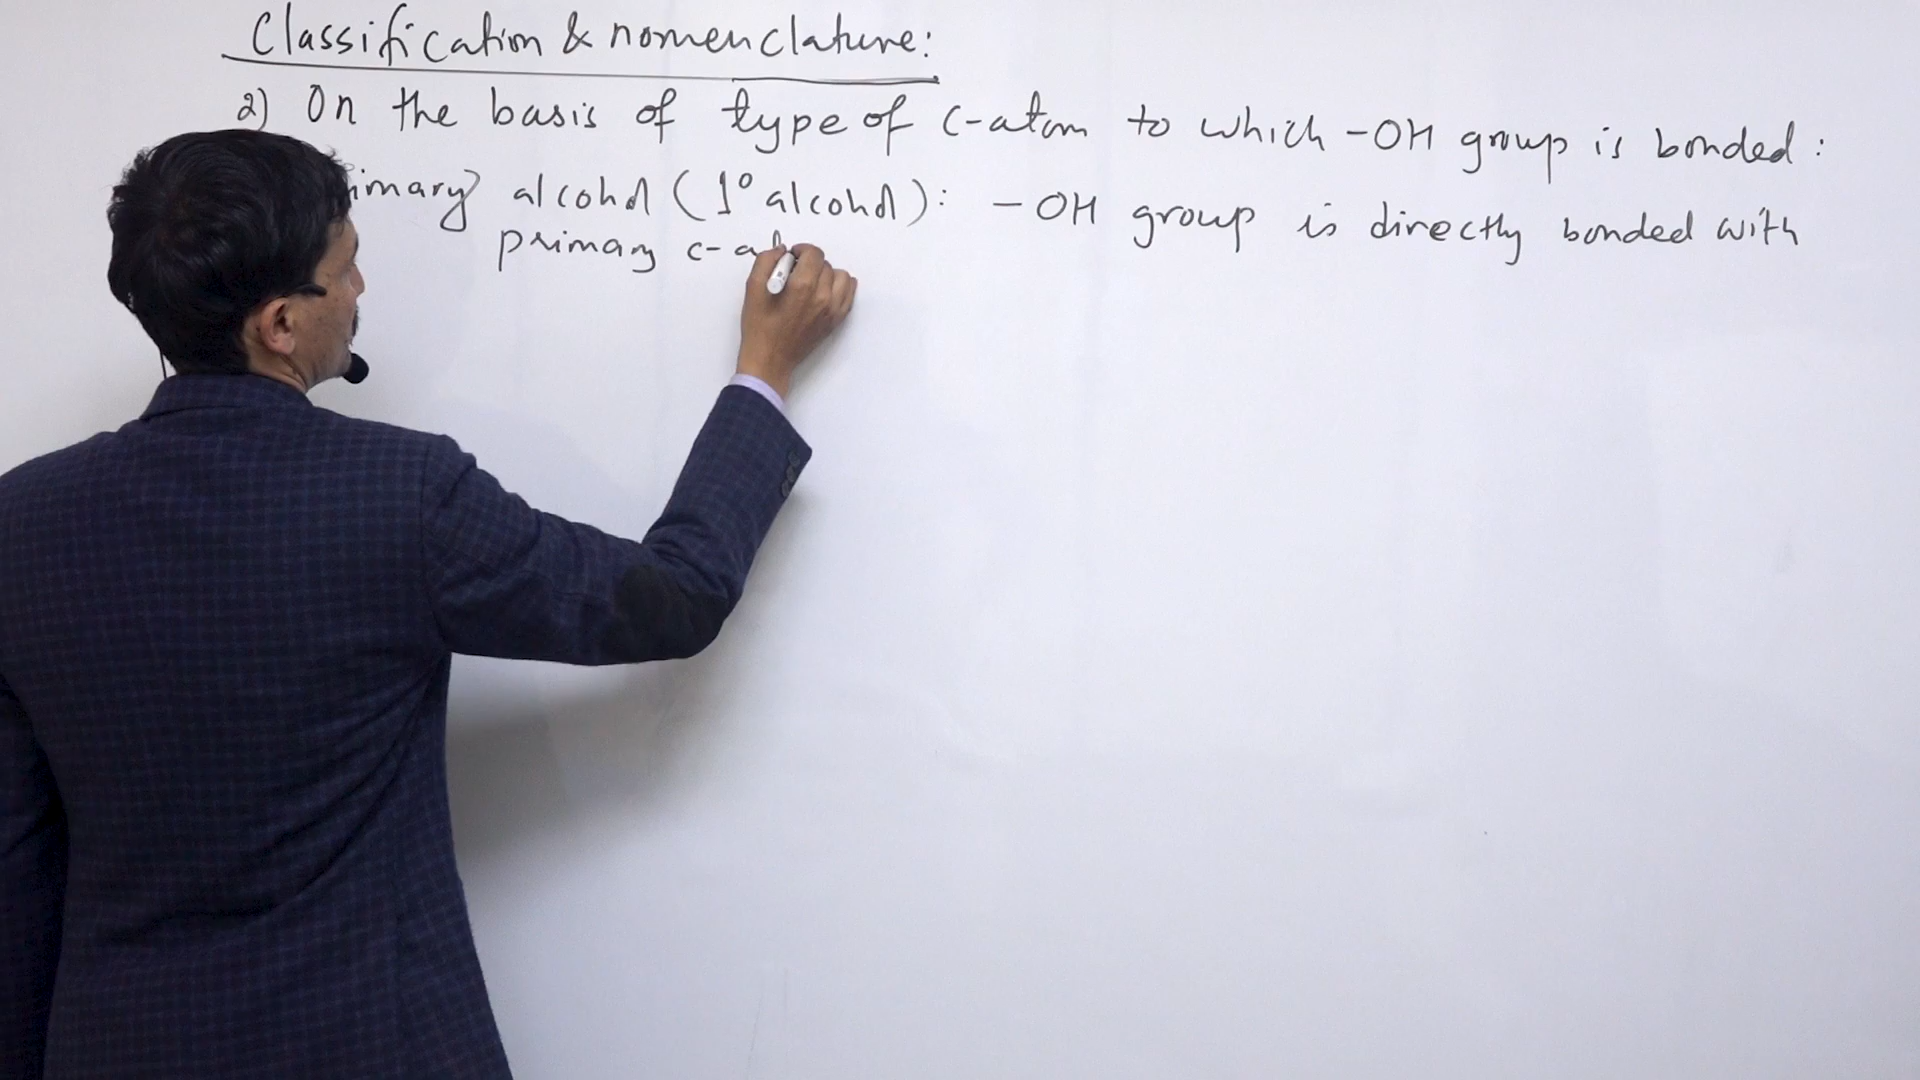 Classification & nomenclature:
2) On the basis of type of C-atom to which -OH group is bonded:
imary alcohol (1° alcohol): - OH group is directly bonded with
primary c-